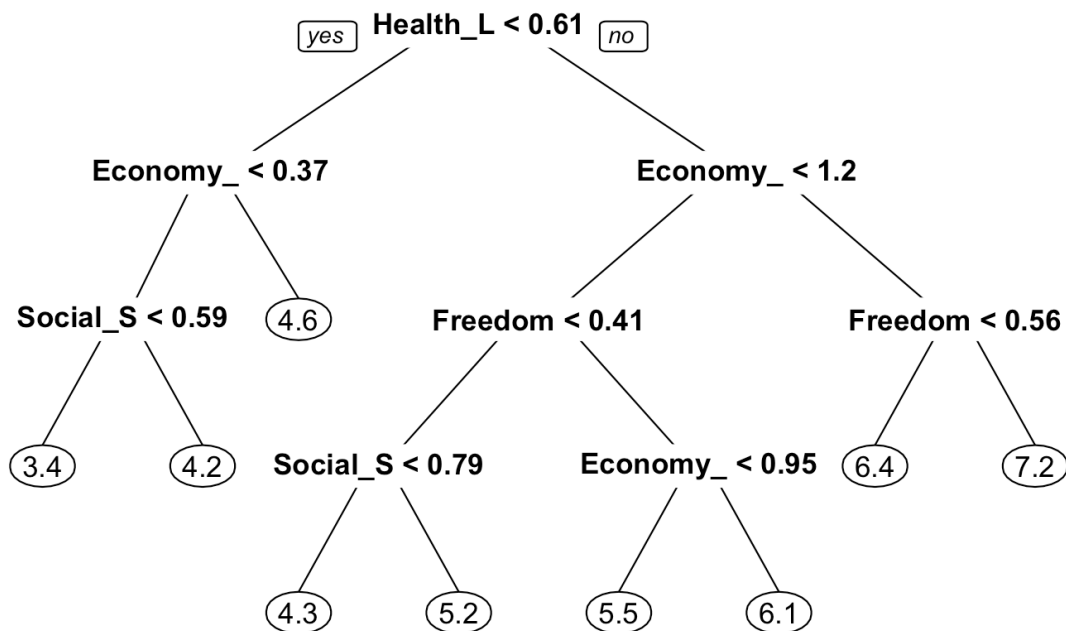 yes Health_L < 0.61 no
Economy_ < 0.37 Economy_ < 1.2
Social_S < 0.59 4.6 Freedom < 0.41 Freedom < 0.56
3.4 4.2 Social_S < 0.79 Economy_ < 0.95 6.4 7.2
4.3 5.2 5.5 6.1